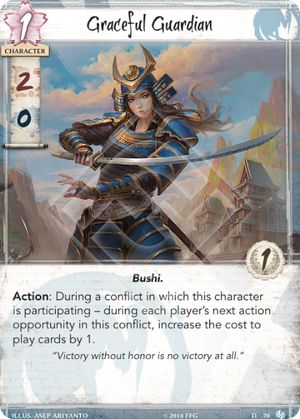 Graceful Guardian
1
CHARACTER
2
0
1
Bushi.
Action: During a conflict in which this character
is participating – during each player's next action
opportunity in this conflict, increase the cost to
play cards by 1.
"Victory without honor is no victory at all."
ILLUS-ASEP ARIYANTO ©2018 FFG D 70